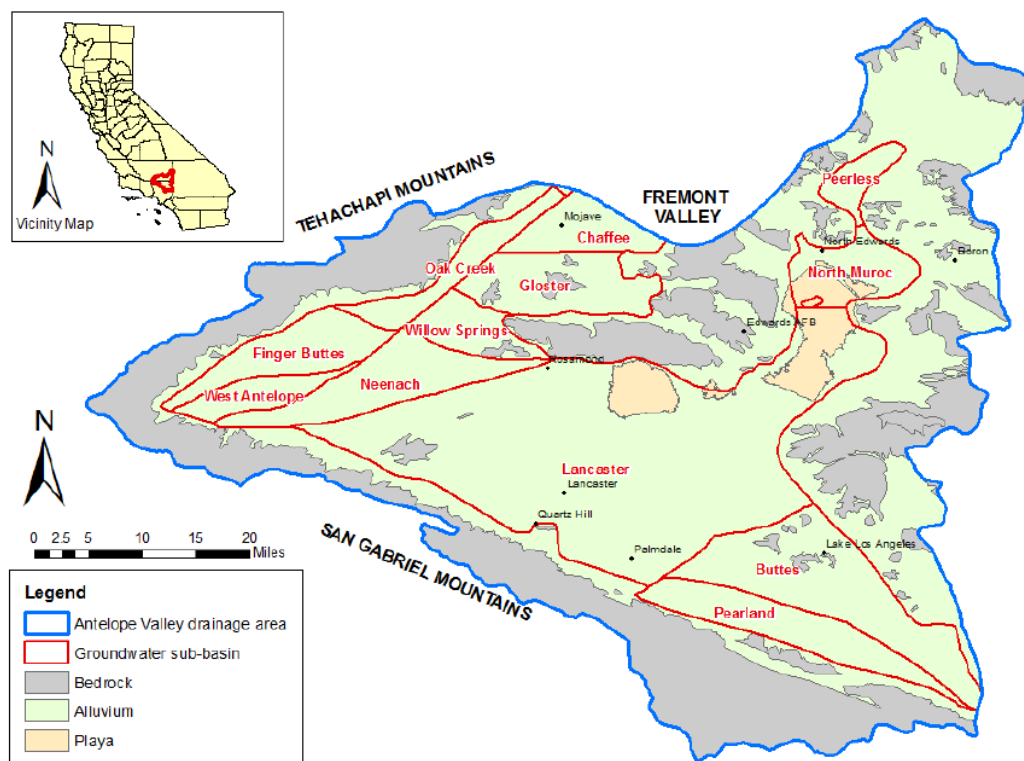 N
Vicinity Map
TEHACHAPI MOUNTAINS
FREMONT
VALLEY
Peerless
Mojave
Chaffee
North Edwards
Boron
Oak Creek
North Muroc
Gloster
Edwards AFB
Willow Springs
Finger Buttes
Rosamond
Neenach
West Antelope
N
Lancaster
Lancaster
Quartz Hill
SAN GABRIEL MOUNTAINS
Palmdale
Lake Los Angeles
Buttes
Pearland
0 2.5 5 10 15 20
Miles
Legend
Antelope Valley drainage area
Groundwater sub-basin
Bedrock
Alluvium
Playa